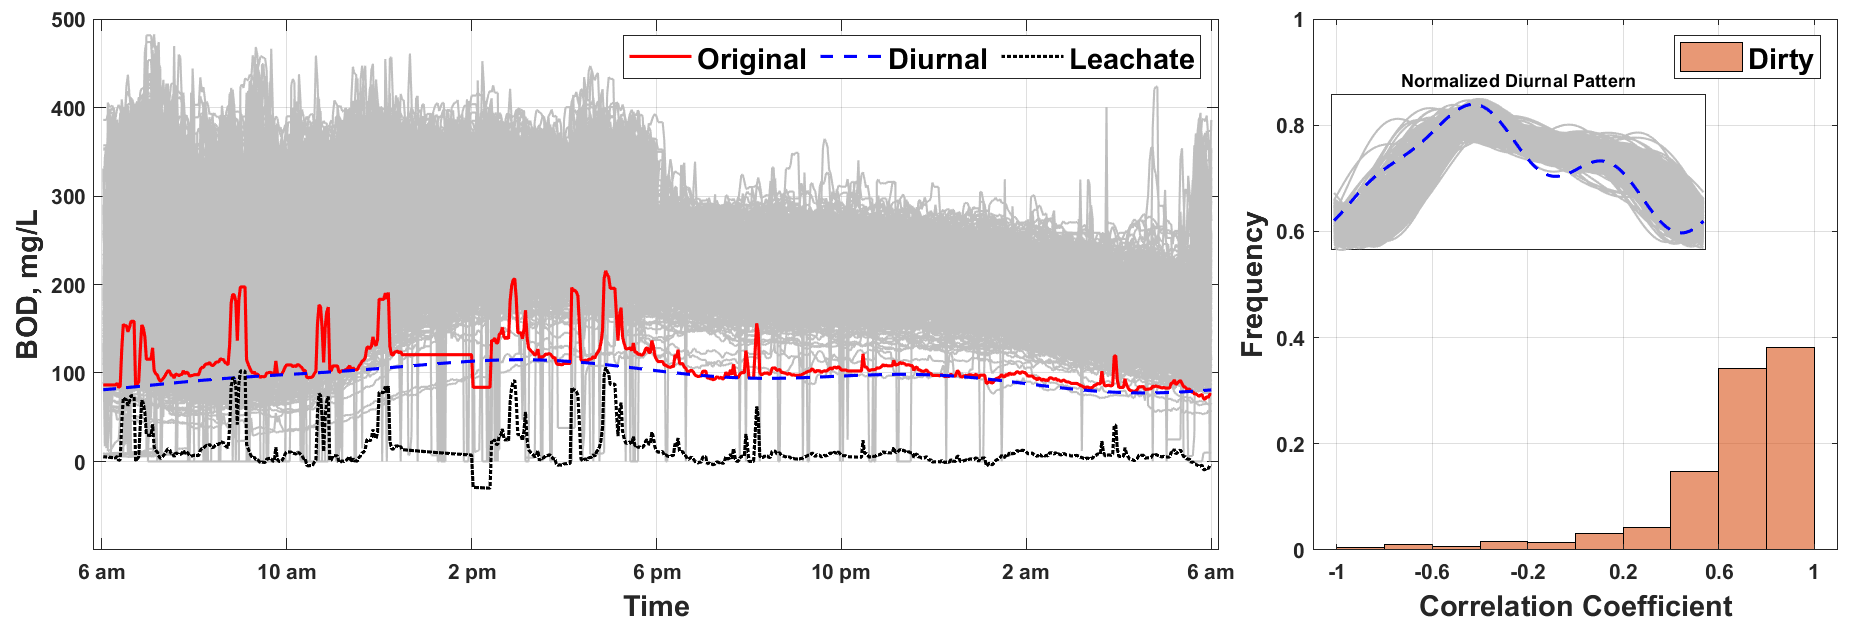 500
400
300
200
100
0
BOD, mg/L
Original
Diurnal
Leachate
6 am
10 am
2 pm
6 pm
10 pm
2 am
6 am
Time
1
0.8
0.6
0.4
0.2
0
Frequency
Dirty
Normalized Diurnal Pattern
-1
-0.6
-0.2
0.2
0.6
1
Correlation Coefficient